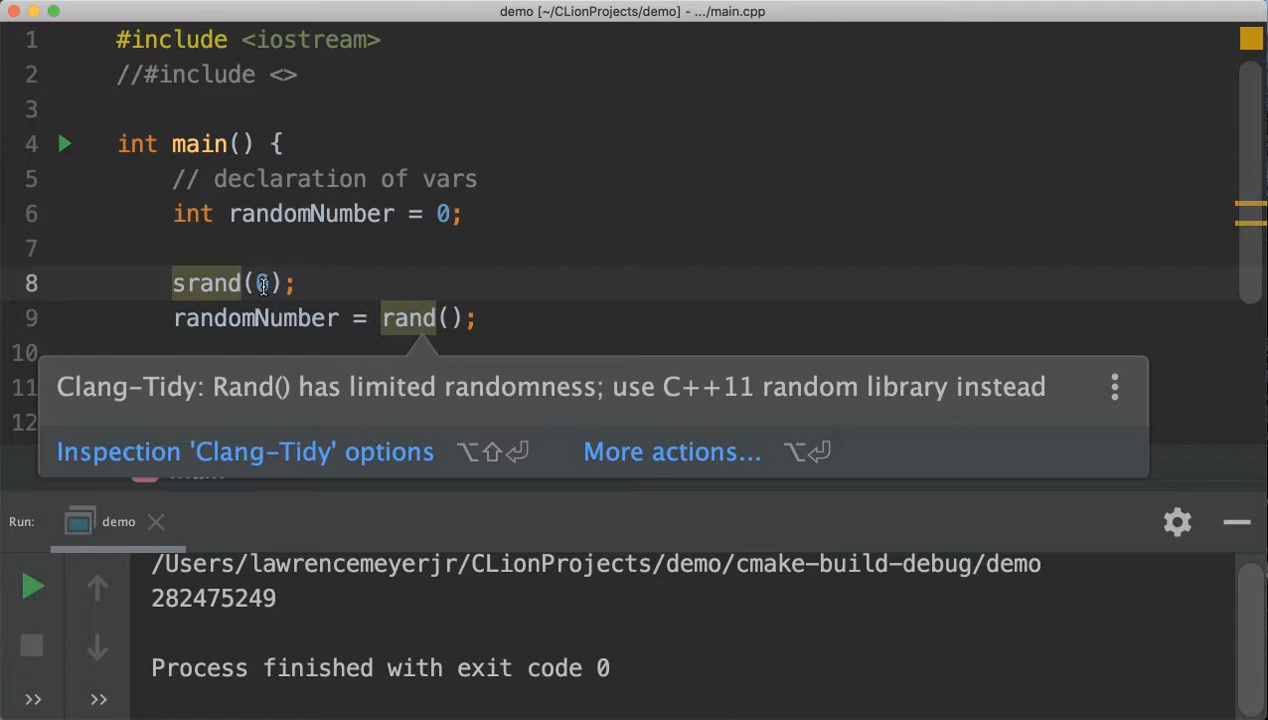 demo [~/CLionProjects/demo] - .../main.cpp
1 #include <iostream>
2 //#include <>
3
4 int main() {
5 // declaration of vars
6 int randomNumber = 0;
7
8 srand(0);
9 randomNumber = rand();
10
Clang-Tidy: Rand() has limited randomness; use C++11 random library instead
11
12
Inspection 'Clang-Tidy' options ⌥⇧⏎ More actions... ⌥⏎
main
Run: demo
/Users/lawrencemeyerjr/CLionProjects/demo/cmake-build-debug/demo
282475249
Process finished with exit code 0